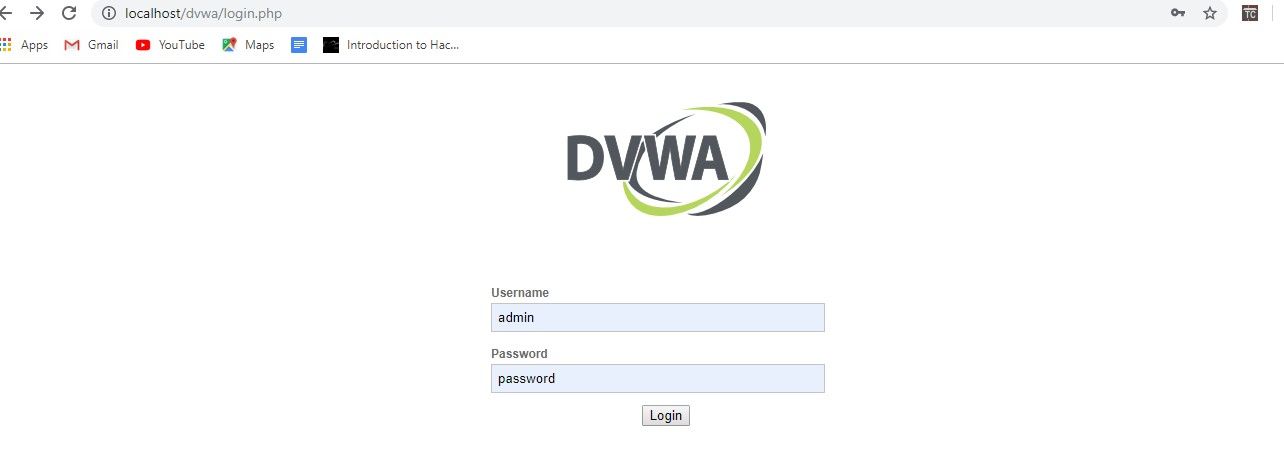 localhost/dvwa/login.php
TC
Apps Gmail YouTube Maps Introduction to Hac...
DVWA
Username
admin
Password
password
Login